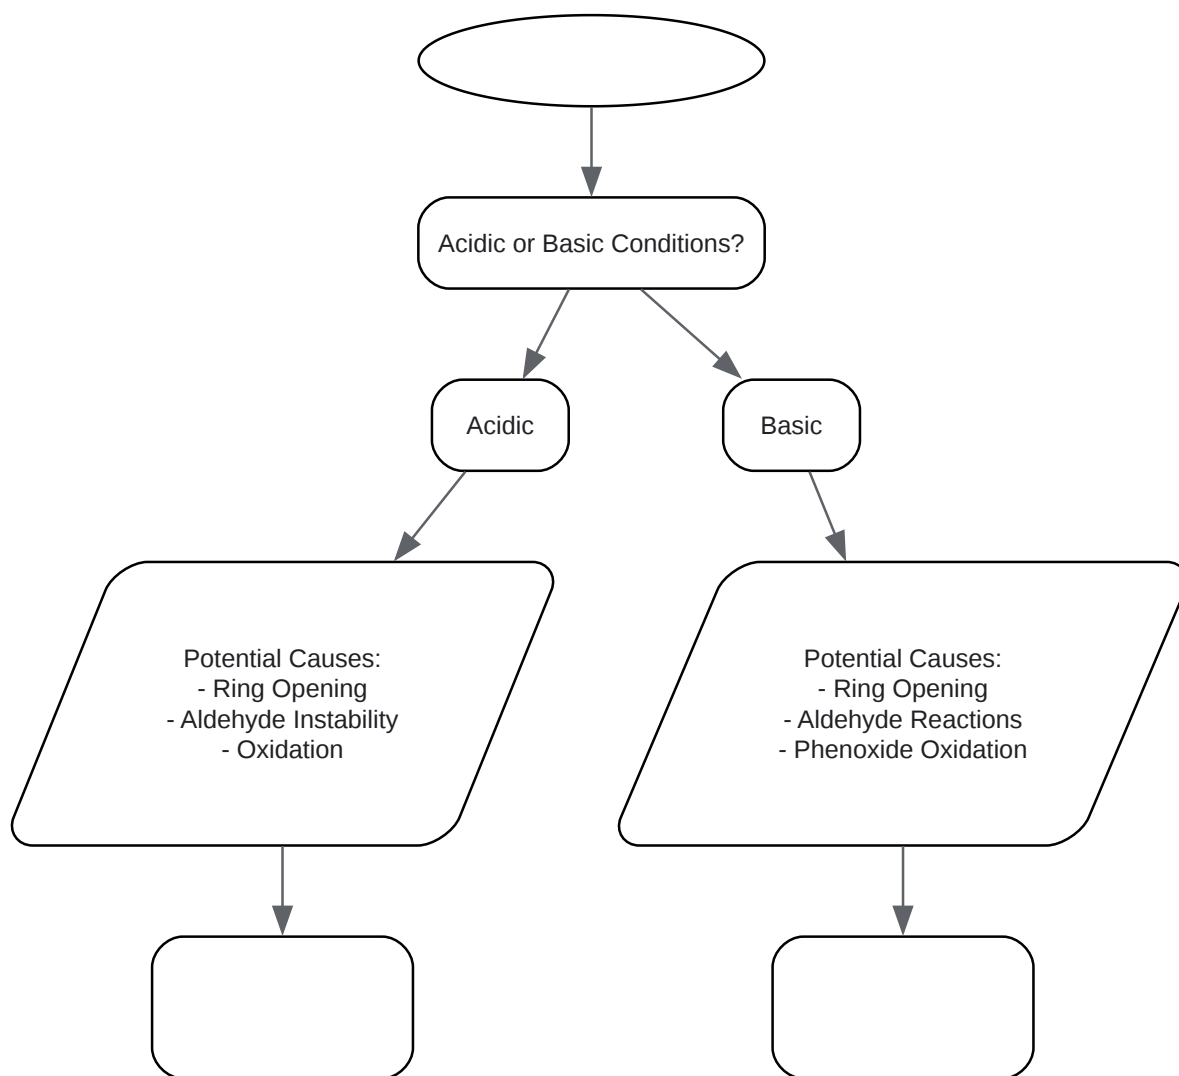 Acidic or Basic Conditions?
Acidic
Basic
Potential Causes:
- Ring Opening
- Aldehyde Instability
- Oxidation
Potential Causes:
- Ring Opening
- Aldehyde Reactions
- Phenoxide Oxidation